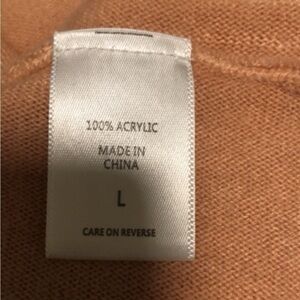 100% ACRYLIC
MADE IN
CHINA
L
CARE ON REVERSE